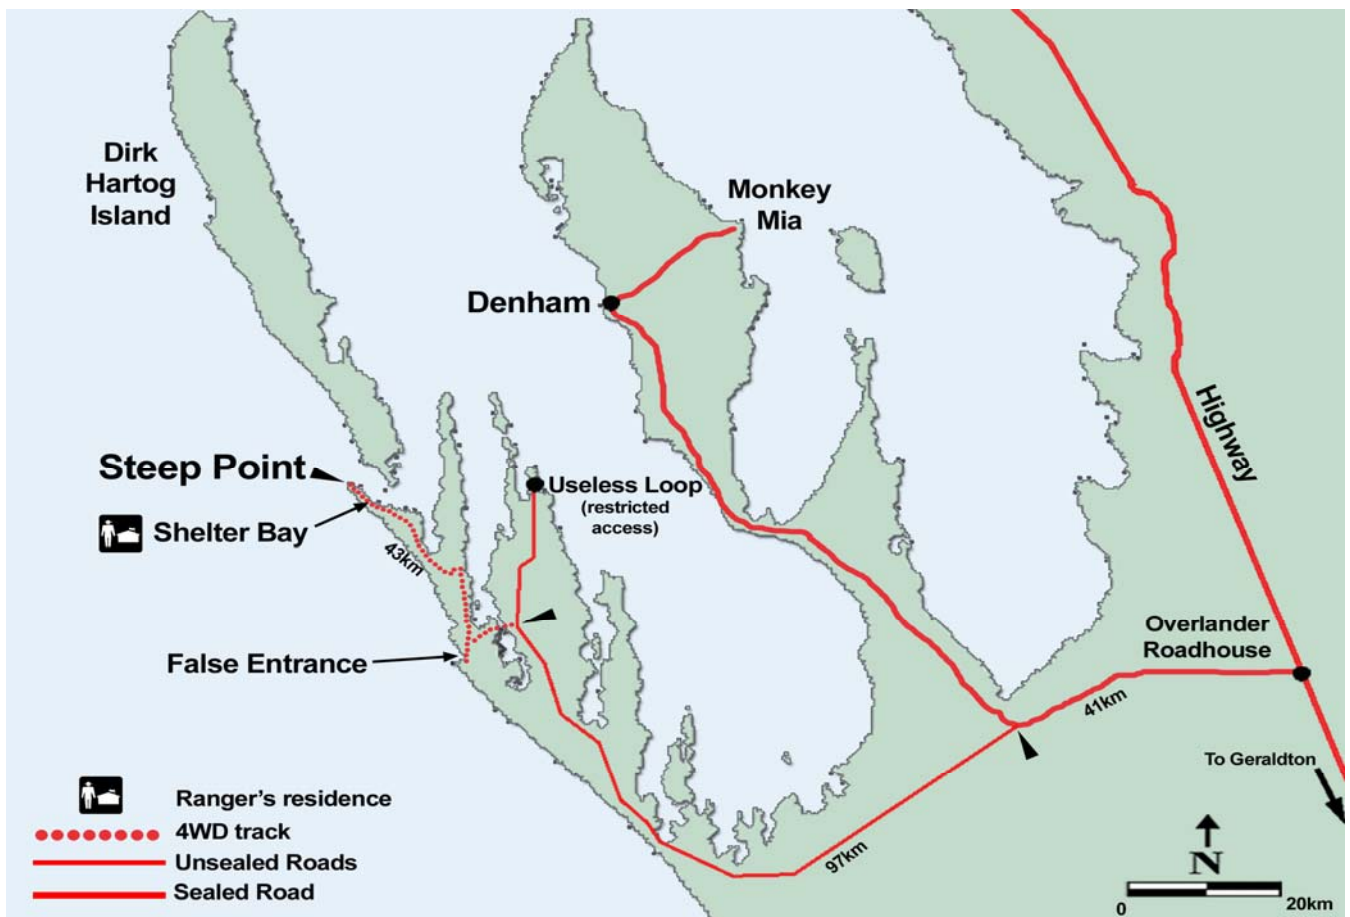 Dirk
Hartog
Island
Monkey
Mia
Denham
Highway
Steep Point
Useless Loop
(restricted
access)
Shelter Bay
43km
False Entrance
Overlander
Roadhouse
41km
97km
To Geraldton
N
0
20km
Ranger's residence
4WD track
Unsealed Roads
Sealed Road